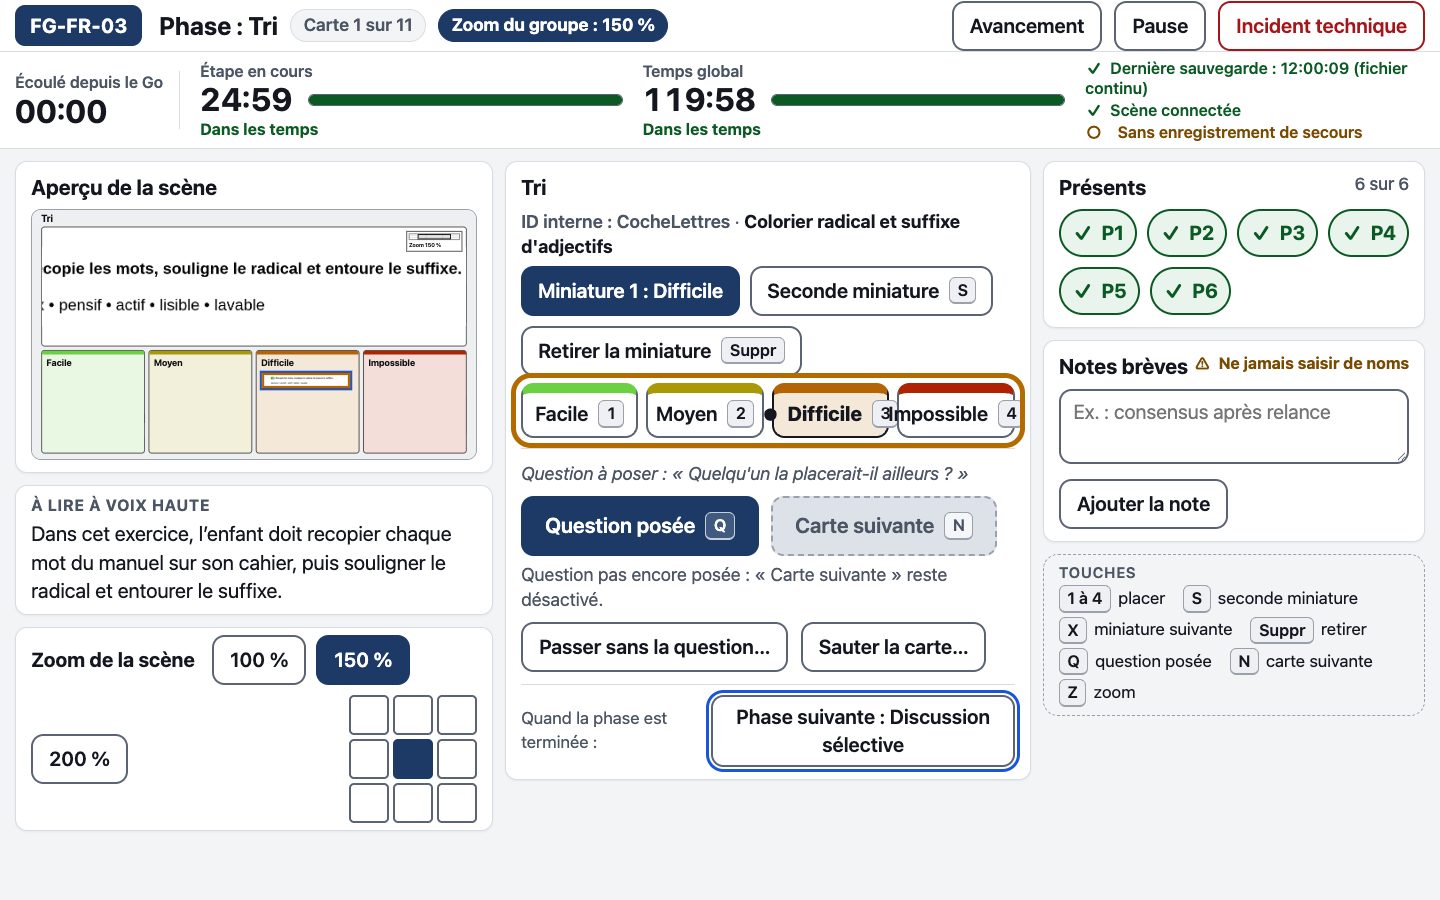 FG-FR-03
Phase : Tri
Carte 1 sur 11
Zoom du groupe : 150 %
Avancement
Pause
Incident technique
Écoulé depuis le Go
00:00
Étape en cours
24:59
Dans les temps
Temps global
119:58
Dans les temps
Dernière sauvegarde : 12:00:09 (fichier
continu)
Scène connectée
Sans enregistrement de secours
Aperçu de la scène
Tri
Zoom 150 %
copie les mots, souligne le radical et entoure le suffixe.
• pensif • actif • lisible • lavable
Facile
Moyen
Difficile
Impossible
À LIRE À VOIX HAUTE
Dans cet exercice, l’enfant doit recopier chaque
mot du manuel sur son cahier, puis souligner le
radical et entourer le suffixe.
Zoom de la scène
100 %
150 %
200 %
Tri
ID interne : CocheLettres · Colorier radical et suffixe
d'adjectifs
Miniature 1 : Difficile
Seconde miniature S
Retirer la miniature Suppr
Facile 1
Moyen 2
Difficile 3
Impossible 4
Question à poser : « Quelqu'un la placerait-il ailleurs ? »
Question posée Q
Carte suivante N
Question pas encore posée : « Carte suivante » reste
désactivé.
Passer sans la question...
Sauter la carte...
Quand la phase est
terminée :
Phase suivante : Discussion
sélective
Présents
6 sur 6
P1
P2
P3
P4
P5
P6
Notes brèves
Ne jamais saisir de noms
Ex. : consensus après relance
Ajouter la note
TOUCHES
1 à 4 placer S seconde miniature
X miniature suivante Suppr retirer
Q question posée N carte suivante
Z zoom